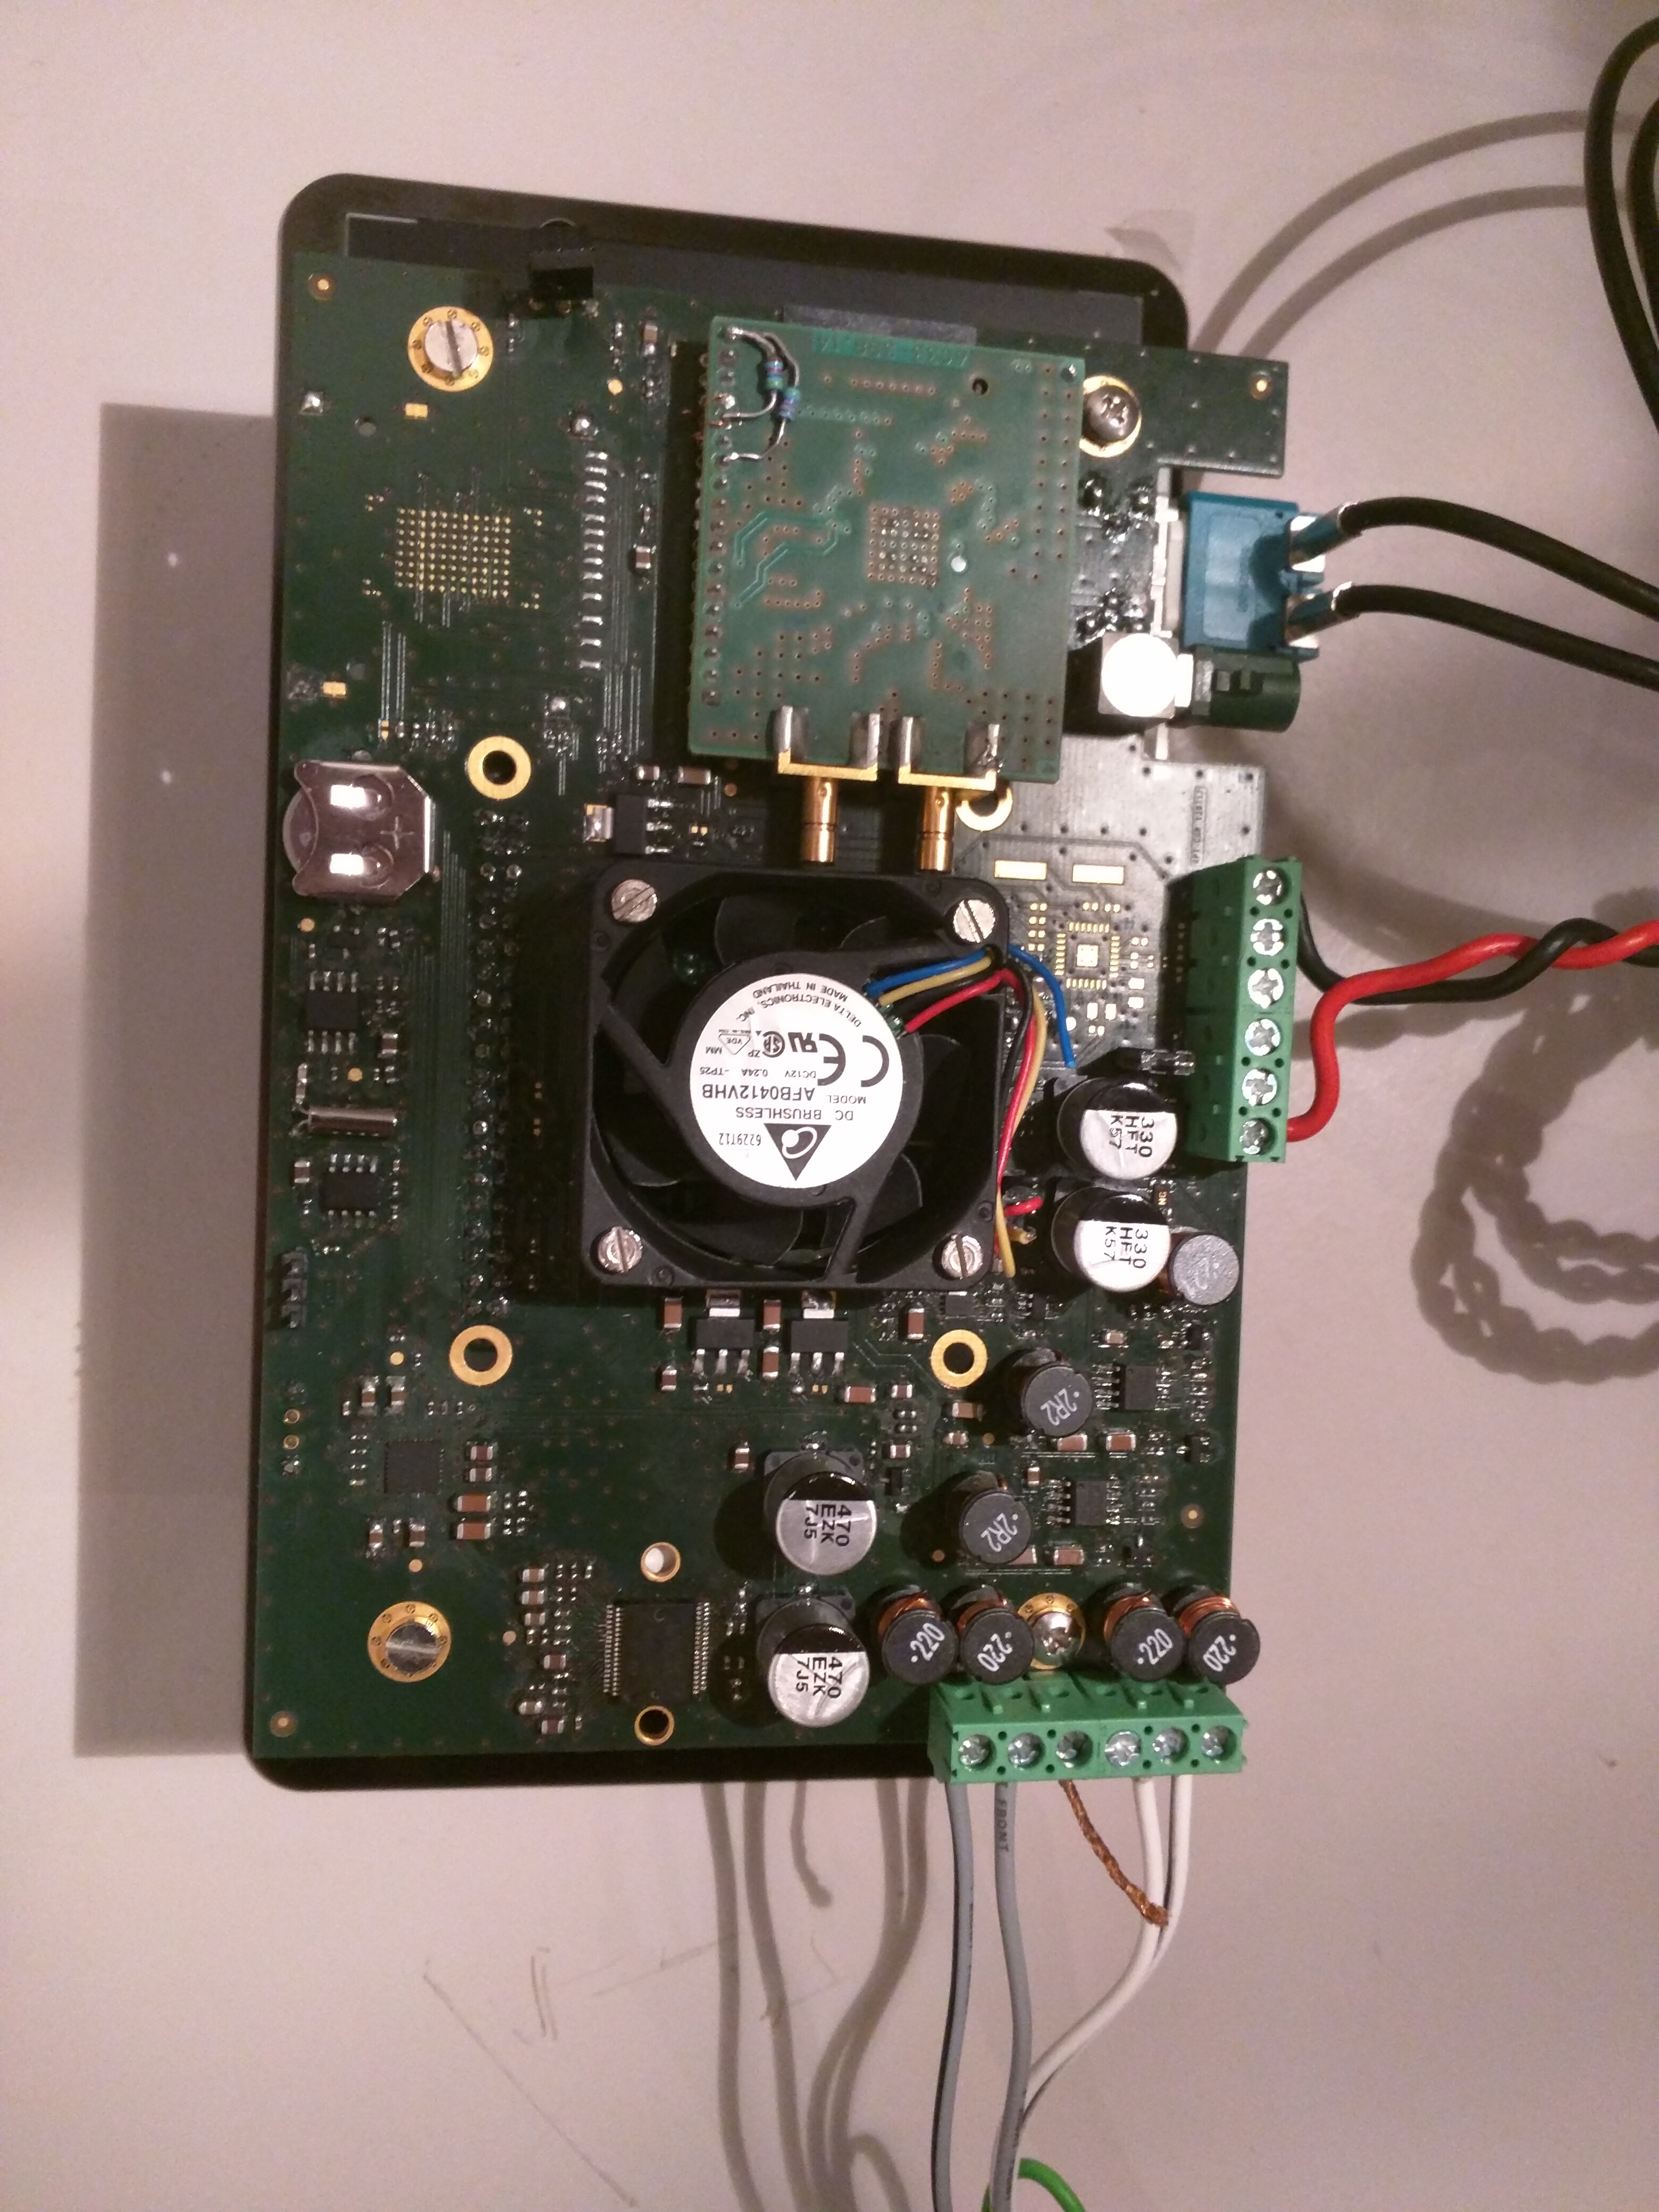 DELTA ELECTRONICS, INC.
MADE IN THAILAND
CE
DC12V 0.24A -TP25
MODEL AFB0412VHB
DC BRUSHLESS
6229T12
330
HFT
K57
330
HFT
K57
2R2
2R2
470
EZK
7J5
470
EZK
7J5
220
220
220
220
FRONT